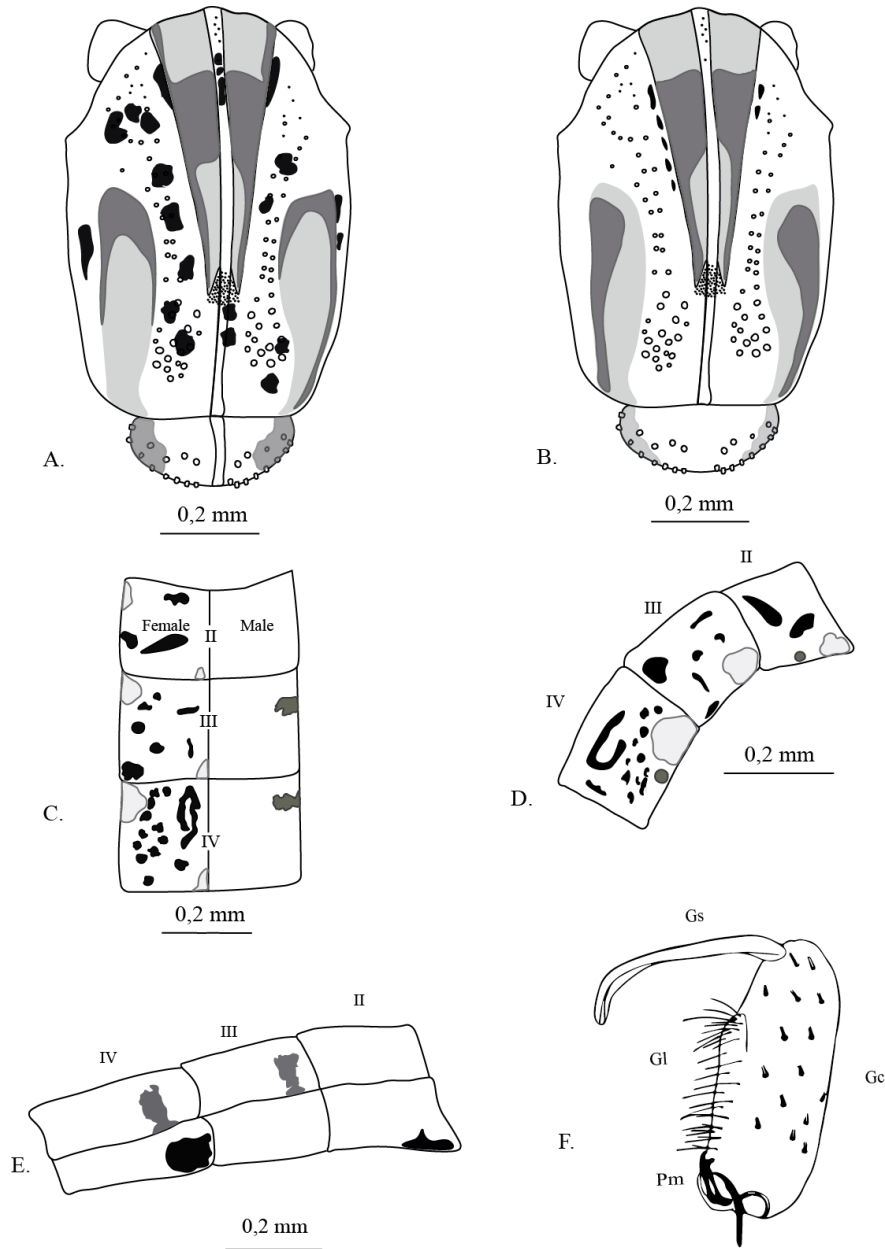 A.
0,2 mm
B.
0,2 mm
C.
Female
II
Male
III
IV
0,2 mm
II
III
IV
D.
0,2 mm
II
III
IV
E.
0,2 mm
Gs
Gl
Gc
F.
Pm